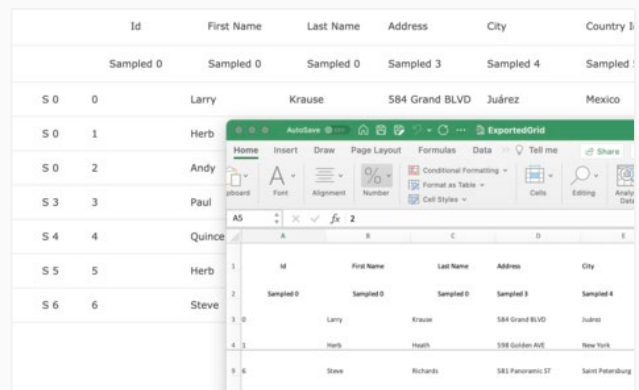 Id First Name Last Name Address City Country I
Sampled 0 Sampled 0 Sampled 0 Sampled 3 Sampled 4 Sampled
S 0 0 Larry Krause 584 Grand BLVD Juárez Mexico
S 0 1 Herb
S 0 2 Andy
S 3 3 Paul
S 4 4 Quince
S 5 5 Herb
S 6 6 Steve
AutoSave ExportedGrid
Home Insert Draw Page Layout Formulas Data Tell me Share
Clipboard Font Alignment Number Conditional Formatting Format as Table Cell Styles Cells Editing Analy
Data
A5 fx 2
A B C D E
1 Id First Name Last Name Address City
2 Sampled 0 Sampled 0 Sampled 0 Sampled 3 Sampled 4
3 0 Larry Krause 584 Grand BLVD Juárez
4 1 Herb Heath 598 Golden AVE New York
9 6 Steve Richards 581 Panoramic ST Saint Petersburg